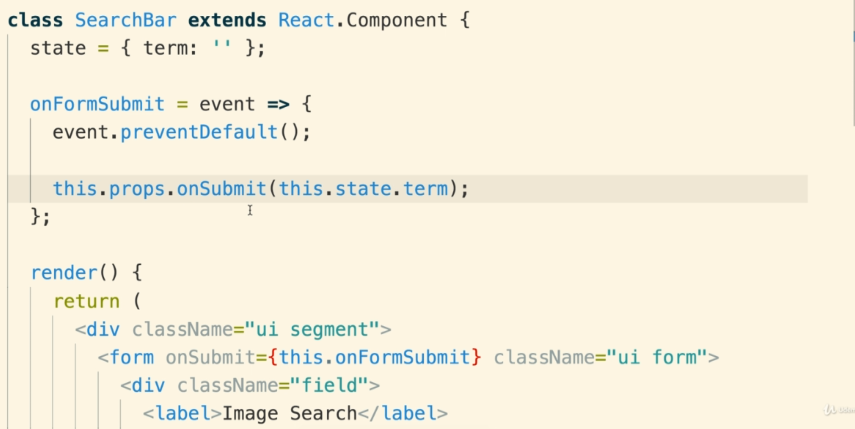 class SearchBar extends React.Component {
  state = { term: '' };

  onFormSubmit = event => {
    event.preventDefault();

    this.props.onSubmit(this.state.term);
  };

  render() {
    return (
      <div className="ui segment">
        <form onSubmit={this.onFormSubmit} className="ui form">
          <div className="field">
            <label>Image Search</label>